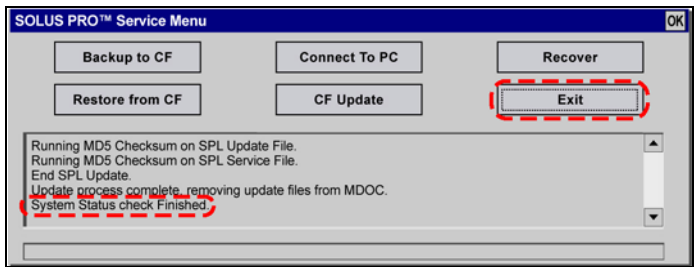 SOLUS PRO™ Service Menu OK
Backup to CF Connect To PC Recover
Restore from CF CF Update Exit
Running MD5 Checksum on SPL Update File.
Running MD5 Checksum on SPL Service File.
End SPL Update.
Update process complete, removing update files from MDOC.
System Status check Finished.